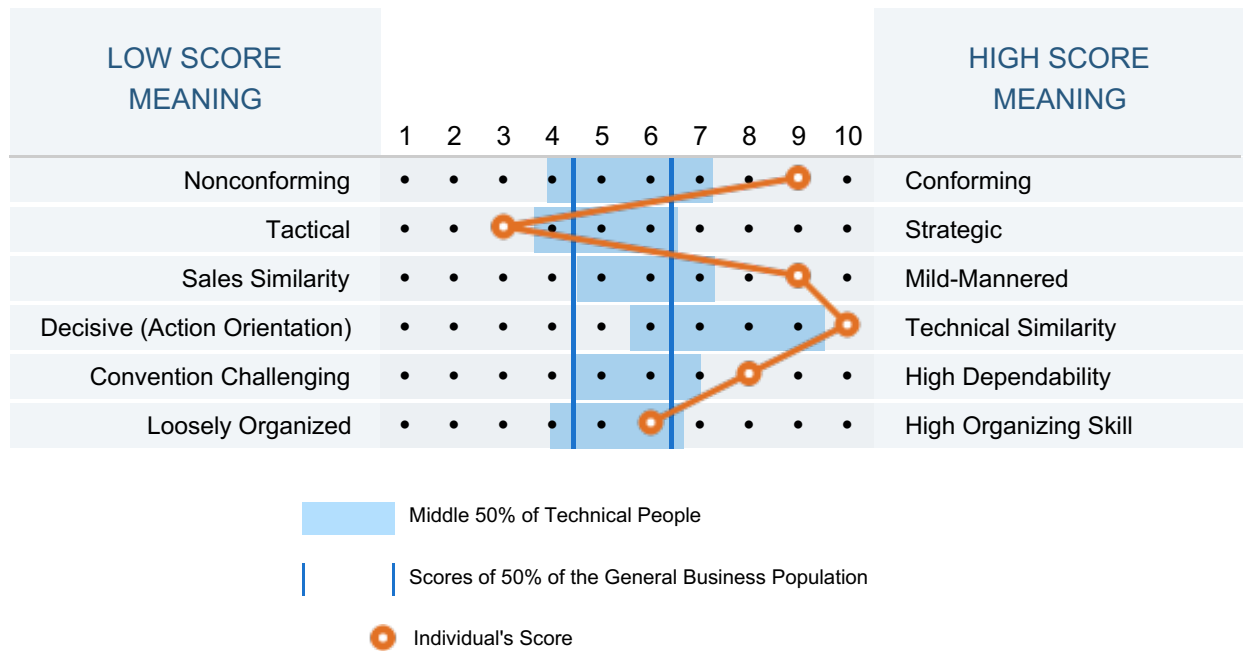 LOW SCORE
MEANING
HIGH SCORE
MEANING
1 2 3 4 5 6 7 8 9 10
Nonconforming Conforming
Tactical Strategic
Sales Similarity Mild-Mannered
Decisive (Action Orientation) Technical Similarity
Convention Challenging High Dependability
Loosely Organized High Organizing Skill
Middle 50% of Technical People
Scores of 50% of the General Business Population
Individual's Score